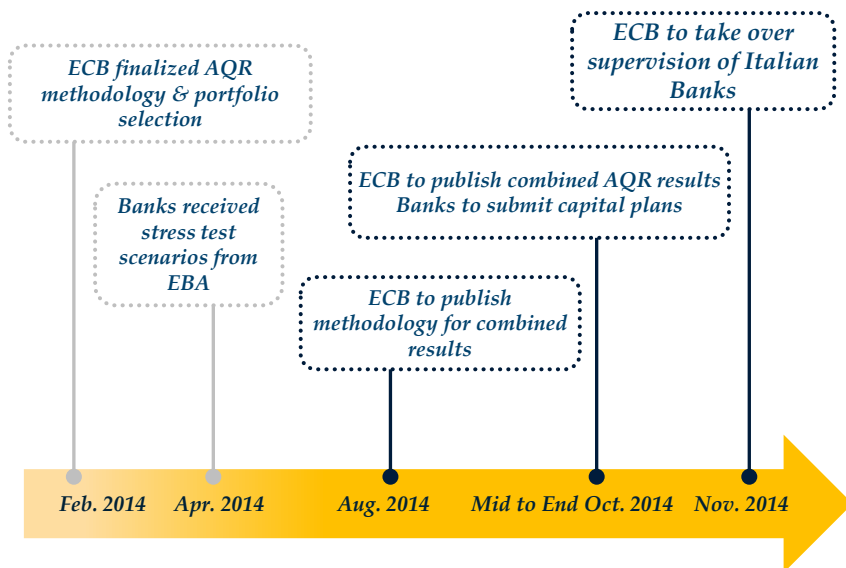 ECB to take over
supervision of Italian
Banks
ECB finalized AQR
methodology & portfolio
selection
ECB to publish combined AQR results
Banks to submit capital plans
Banks received
stress test
scenarios from
EBA
ECB to publish
methodology for combined
results
Feb. 2014
Apr. 2014
Aug. 2014
Mid to End Oct. 2014
Nov. 2014